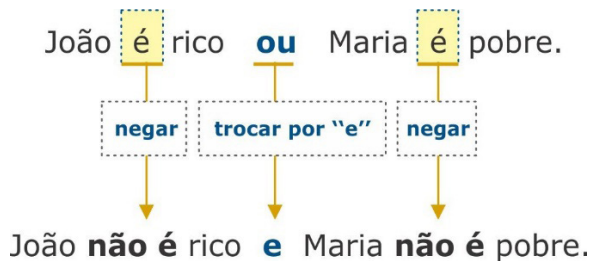 João é rico ou Maria é pobre.
negar trocar por "e" negar
João não é rico e Maria não é pobre.